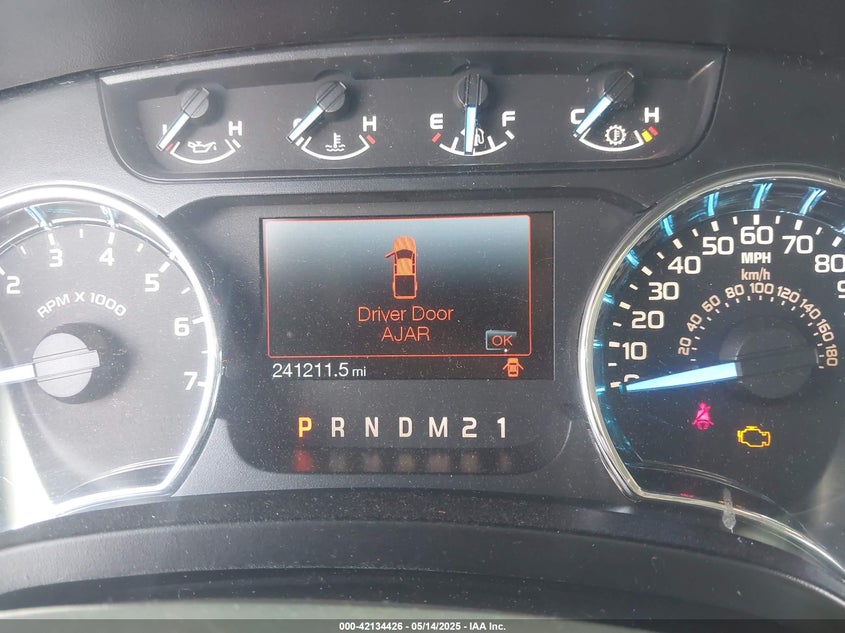 H
C H
E F
C H
2 3 4 5 6 7
RPM X 1000
Driver Door
AJAR
OK
241211.5 mi
P R N D M 2 1
0 10 20 30 40 50 60 70 80
MPH
km/h
20 40 60 80 100 120 140 160 180
000-42134426 - 05/14/2025 - IAA Inc.